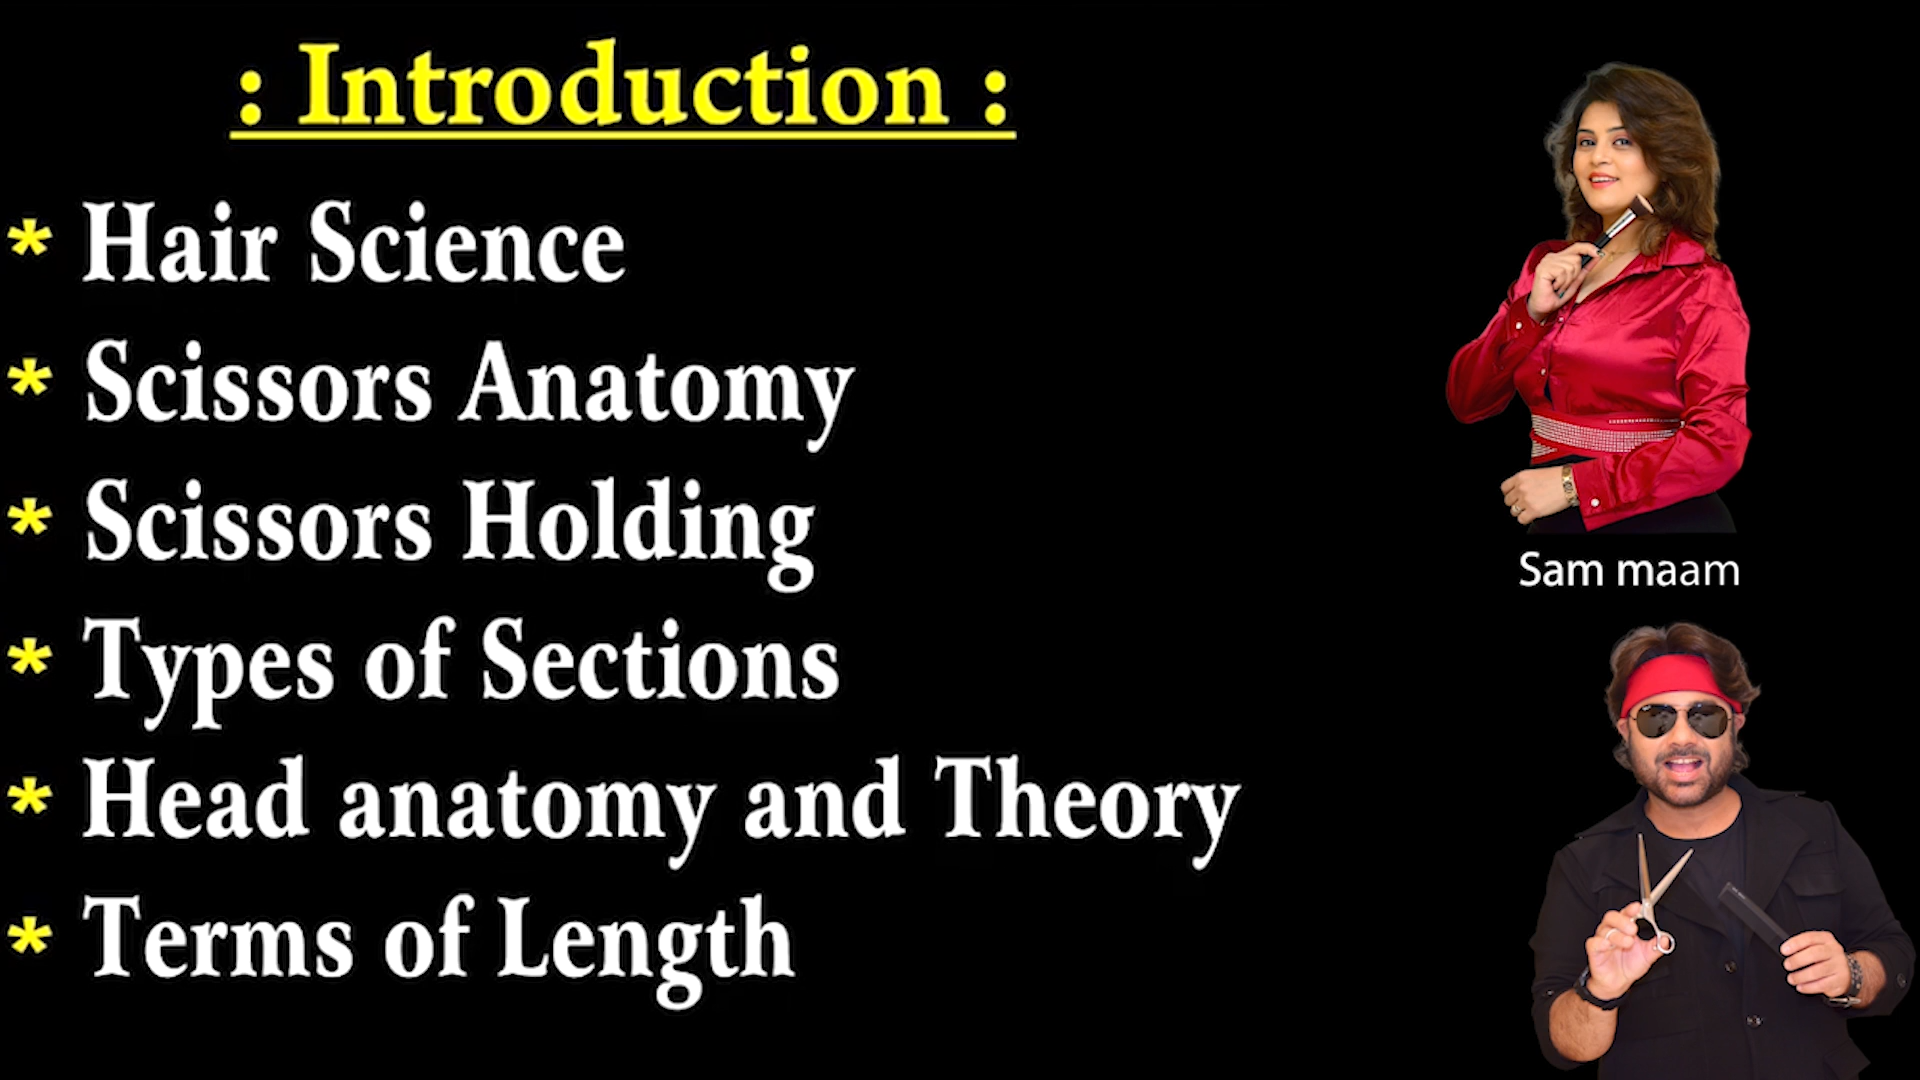 : Introduction :
* Hair Science
* Scissors Anatomy
* Scissors Holding
* Types of Sections
* Head anatomy and Theory
* Terms of Length
Sam maam